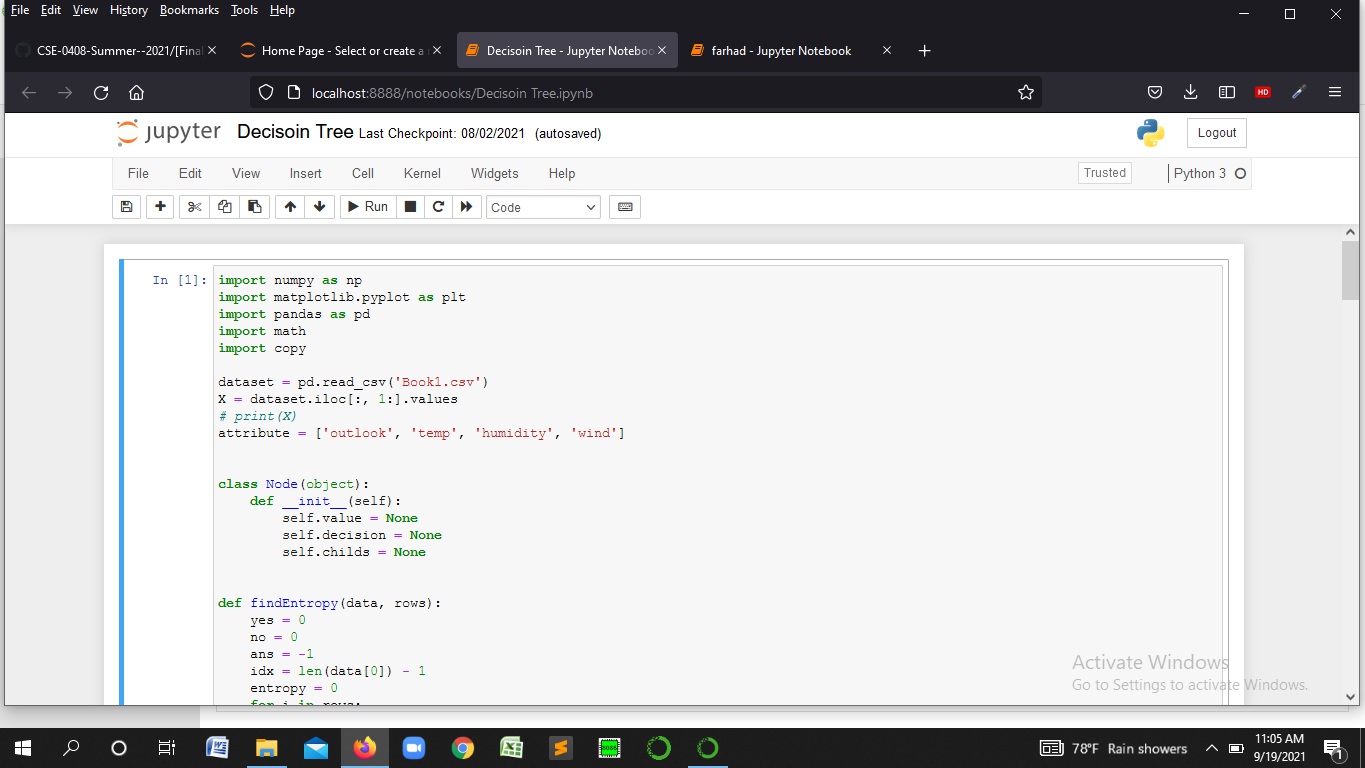 File Edit View History Bookmarks Tools Help
CSE-0408-Summer--2021/[Final
Home Page - Select or create a
Decisoin Tree - Jupyter Noteboo
farhad - Jupyter Notebook
localhost:8888/notebooks/Decisoin Tree.ipynb
HD
jupyter Decisoin Tree Last Checkpoint: 08/02/2021 (autosaved)
Logout
File Edit View Insert Cell Kernel Widgets Help
Trusted
Python 3
Run
Code
In [1]:
import numpy as np
import matplotlib.pyplot as plt
import pandas as pd
import math
import copy
dataset = pd.read_csv('Book1.csv')
X = dataset.iloc[:, 1:].values
# print(X)
attribute = ['outlook', 'temp', 'humidity', 'wind']
class Node(object):
    def __init__(self):
        self.value = None
        self.decision = None
        self.childs = None
def findEntropy(data, rows):
    yes = 0
    no = 0
    ans = -1
    idx = len(data[0]) - 1
    entropy = 0
    for i in rows:
Activate Windows
Go to Settings to activate Windows.
8086
78°F Rain showers
11:05 AM
9/19/2021
1